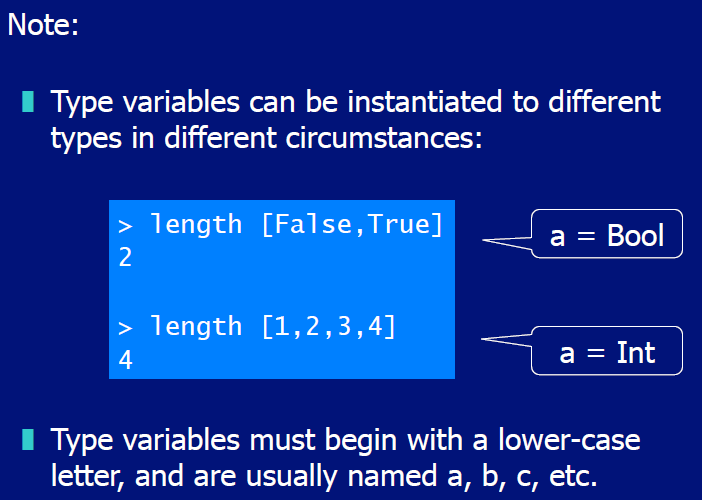 Note:
Type variables can be instantiated to different
types in different circumstances:
> length [False,True]
2
a = Bool
> length [1,2,3,4]
4
a = Int
Type variables must begin with a lower-case
letter, and are usually named a, b, c, etc.